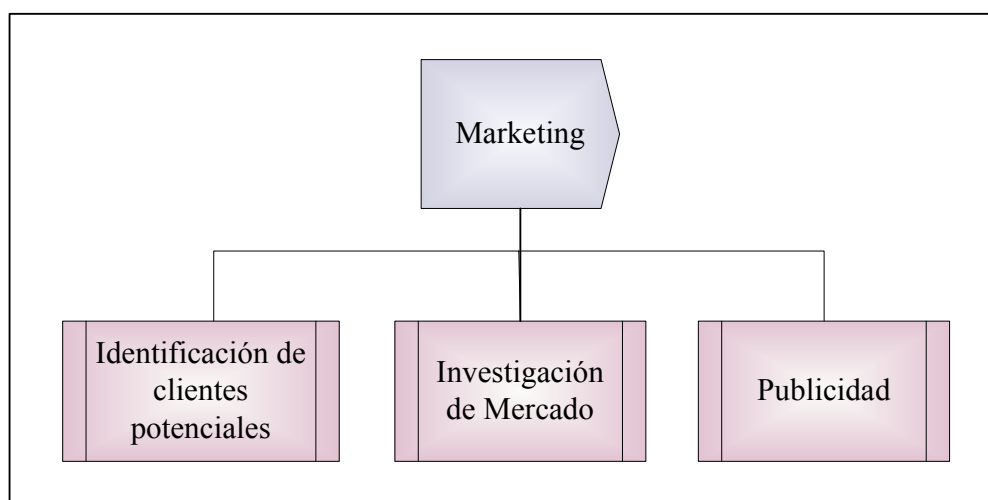 Marketing
Identificación de
clientes
potenciales
Investigación
de Mercado
Publicidad